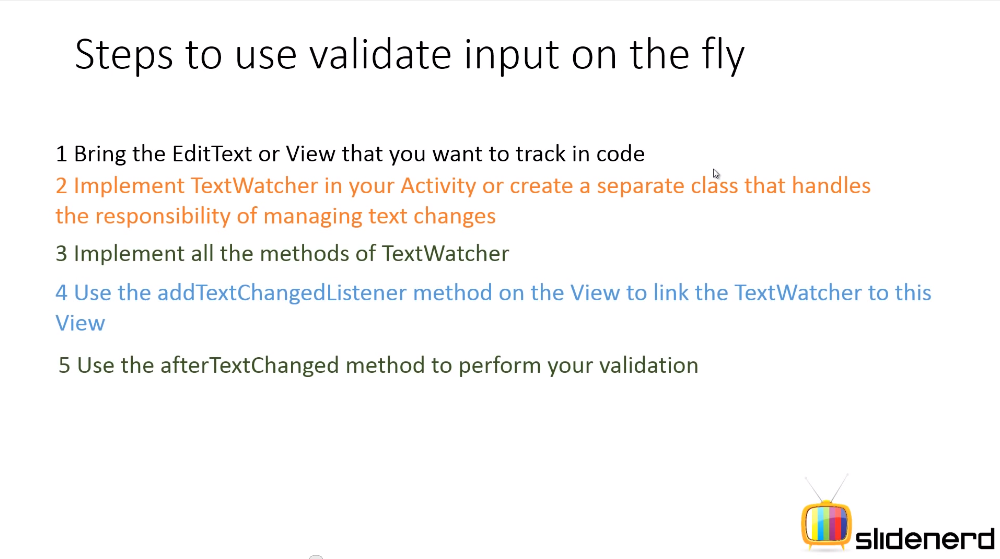 Steps to use validate input on the fly
1 Bring the EditText or View that you want to track in code
2 Implement TextWatcher in your Activity or create a separate class that handles
the responsibility of managing text changes
3 Implement all the methods of TextWatcher
4 Use the addTextChangedListener method on the View to link the TextWatcher to this
View
5 Use the afterTextChanged method to perform your validation
slidenerd